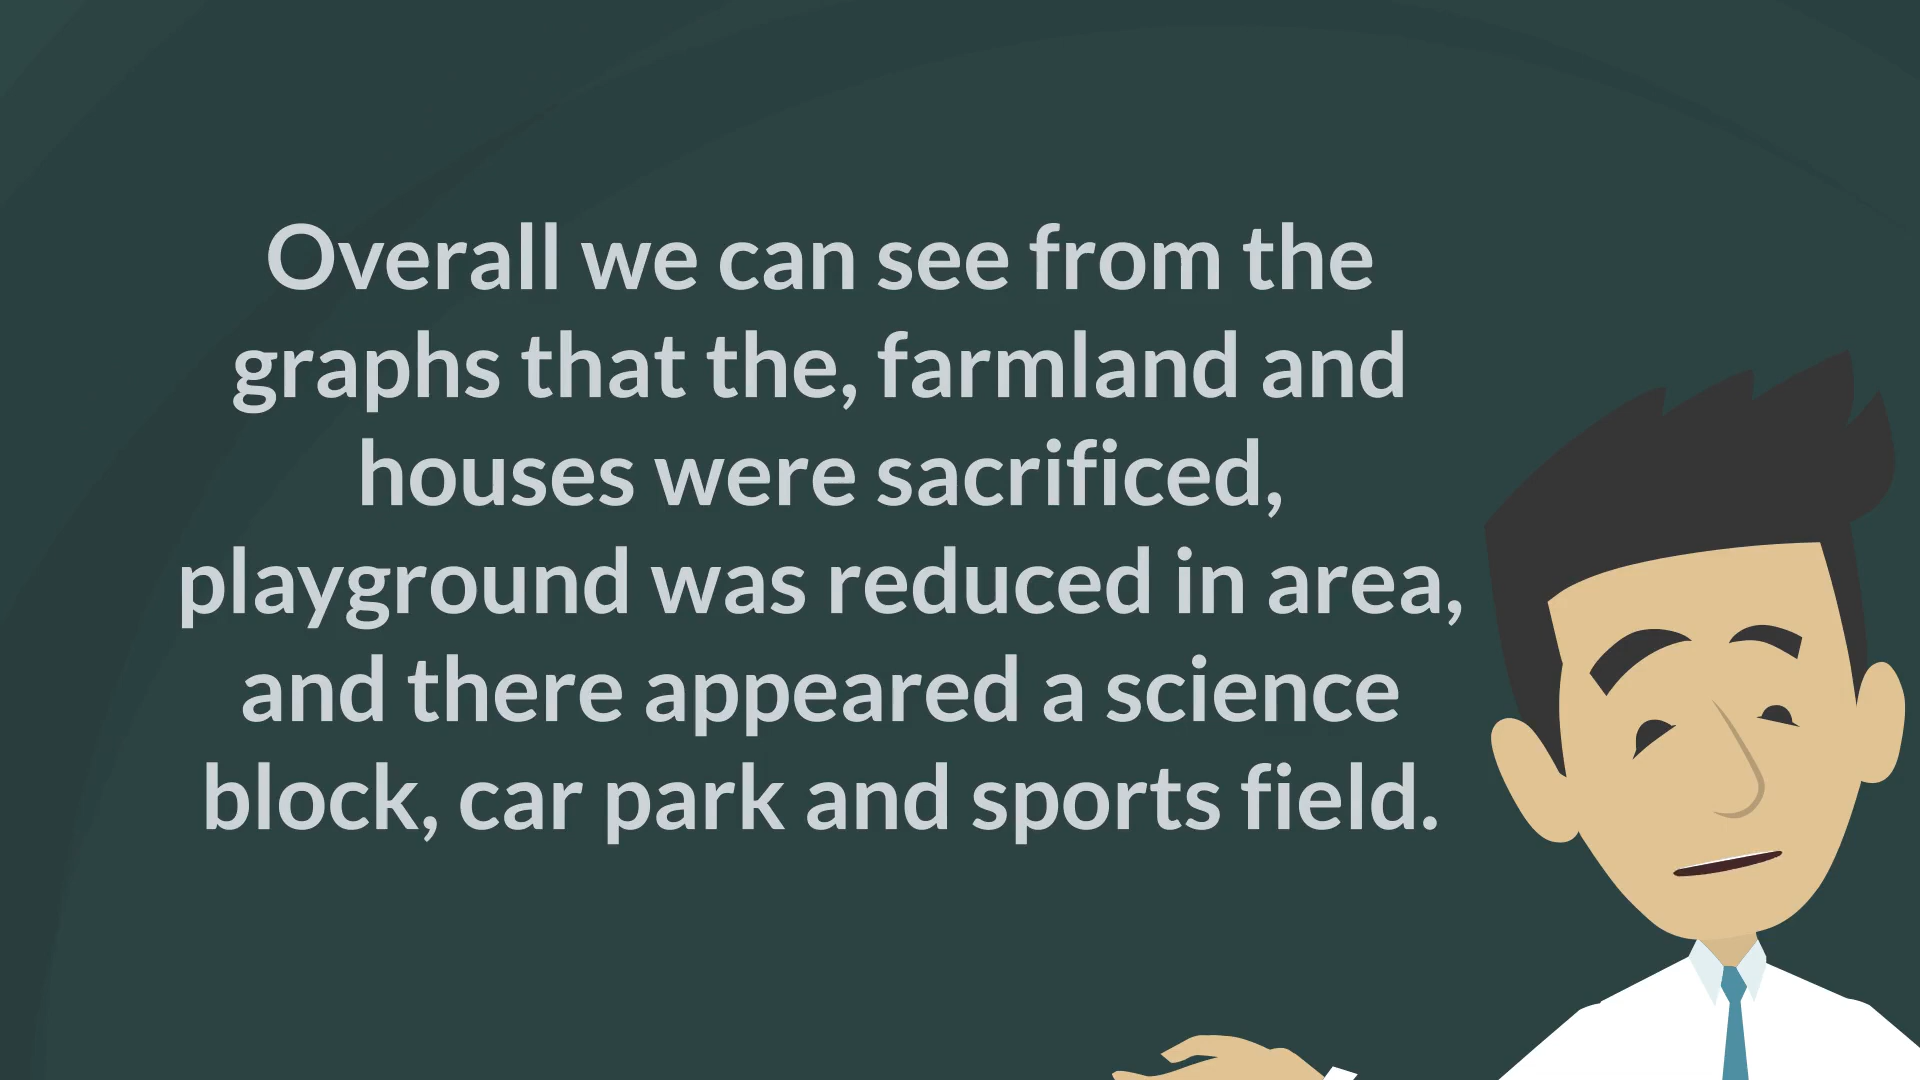 Overall we can see from the
graphs that the, farmland and
houses were sacrificed,
playground was reduced in area,
and there appeared a science
block, car park and sports field.